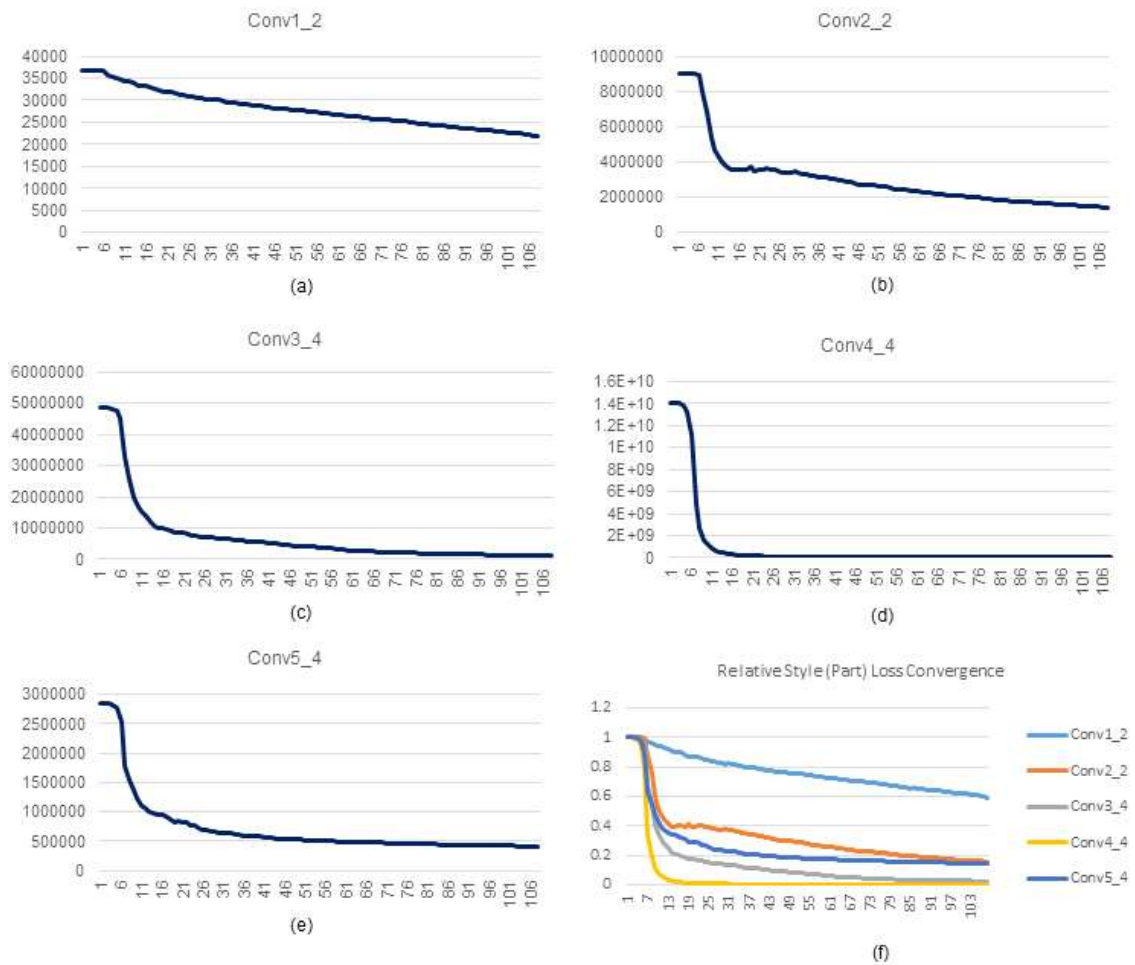 Conv1_2
40000
35000
30000
25000
20000
15000
10000
5000
0
1 6 11 16 21 26 31 36 41 46 51 56 61 66 71 76 81 86 91 96 101 106
(a)
Conv2_2
10000000
8000000
6000000
4000000
2000000
0
1 6 11 16 21 26 31 36 41 46 51 56 61 66 71 76 81 86 91 96 101 106
(b)
Conv3_4
60000000
50000000
40000000
30000000
20000000
10000000
0
1 6 11 16 21 26 31 36 41 46 51 56 61 66 71 76 81 86 91 96 101 106
(c)
Conv4_4
1.6E+10
1.4E+10
1.2E+10
1E+10
8E+09
6E+09
4E+09
2E+09
0
1 6 11 16 21 26 31 36 41 46 51 56 61 66 71 76 81 86 91 96 101 106
(d)
Conv5_4
3000000
2500000
2000000
1500000
1000000
500000
0
1 6 11 16 21 26 31 36 41 46 51 56 61 66 71 76 81 86 91 96 101 106
(e)
Relative Style (Part) Loss Convergence
1.2
1
0.8
0.6
0.4
0.2
0
1 7 13 19 25 31 37 43 49 55 61 67 73 79 85 91 97 103
Conv1_2
Conv2_2
Conv3_4
Conv4_4
Conv5_4
(f)